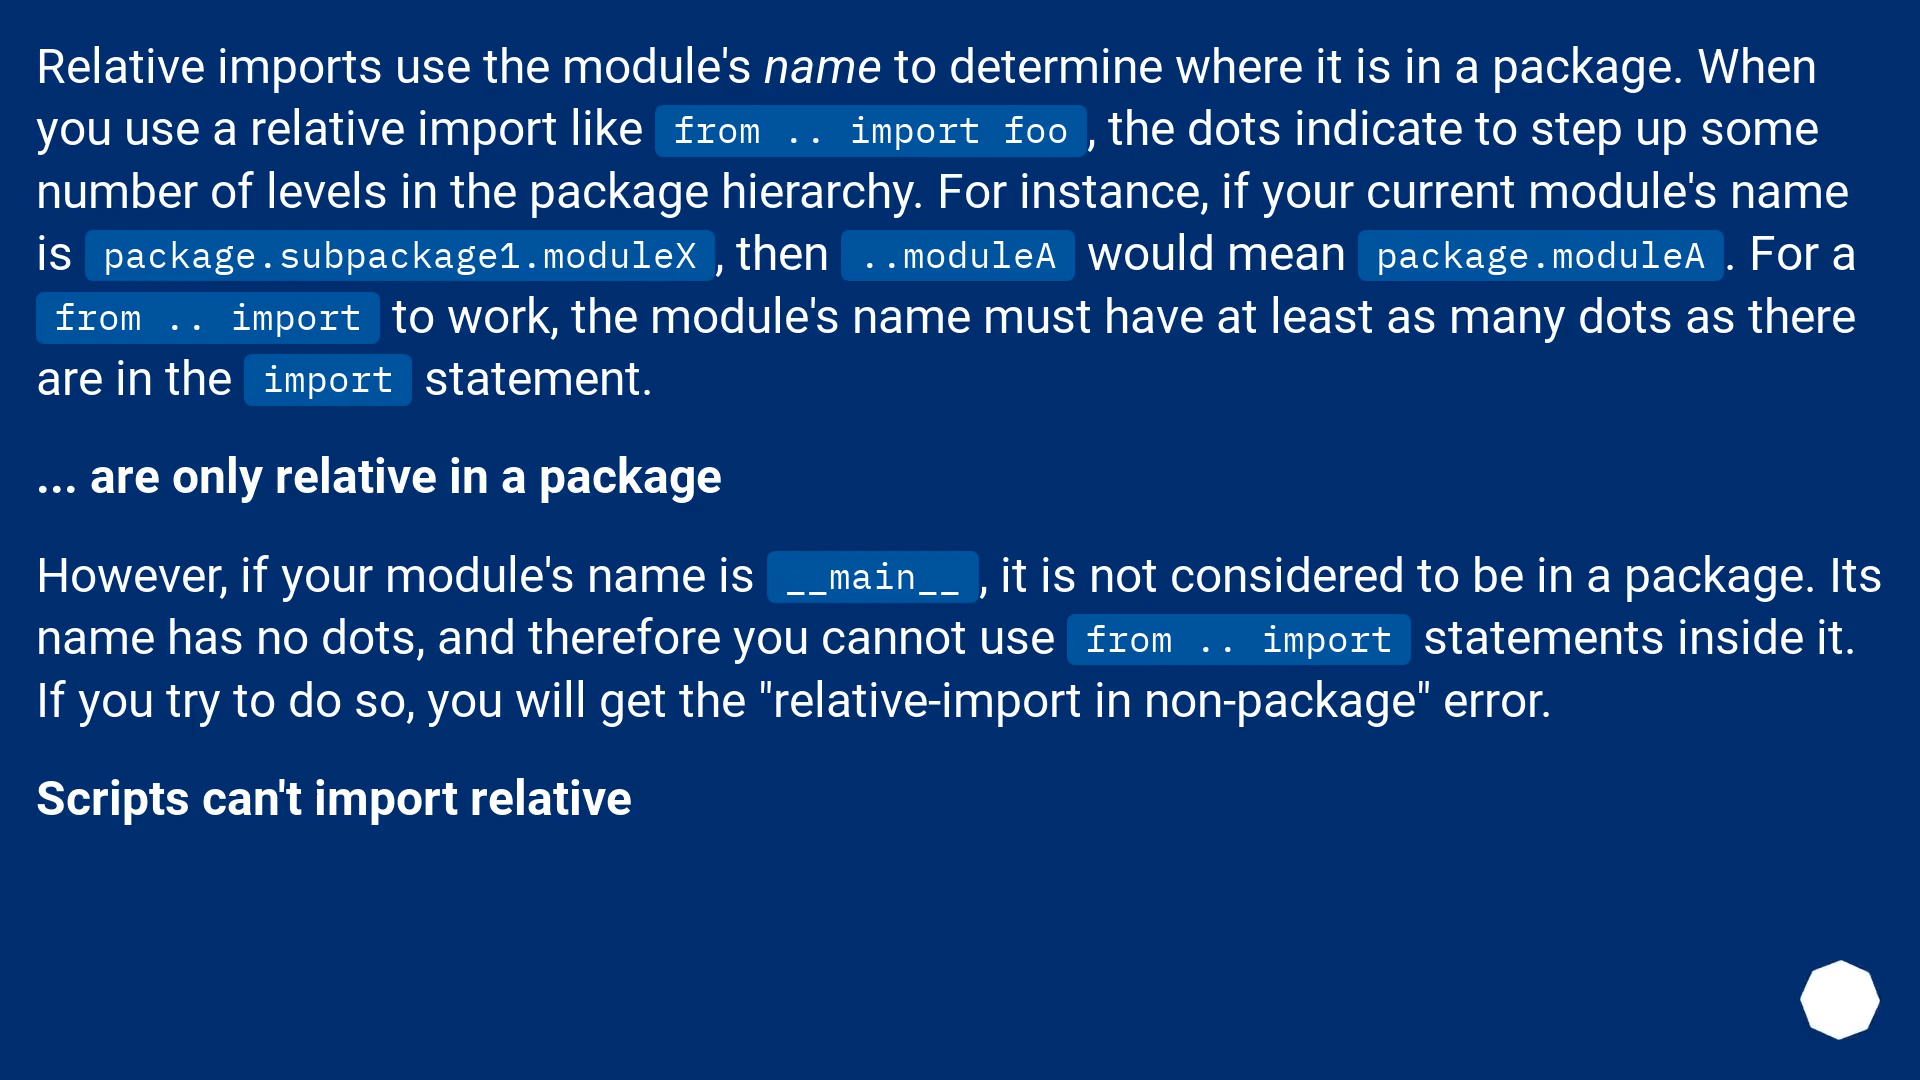 Relative imports use the module's name to determine where it is in a package. When
you use a relative import like from .. import foo, the dots indicate to step up some
number of levels in the package hierarchy. For instance, if your current module's name
is package.subpackage1.moduleX, then ..moduleA would mean package.moduleA. For a
from .. import to work, the module's name must have at least as many dots as there
are in the import statement.
... are only relative in a package
However, if your module's name is __main__, it is not considered to be in a package. Its
name has no dots, and therefore you cannot use from .. import statements inside it.
If you try to do so, you will get the "relative-import in non-package" error.
Scripts can't import relative